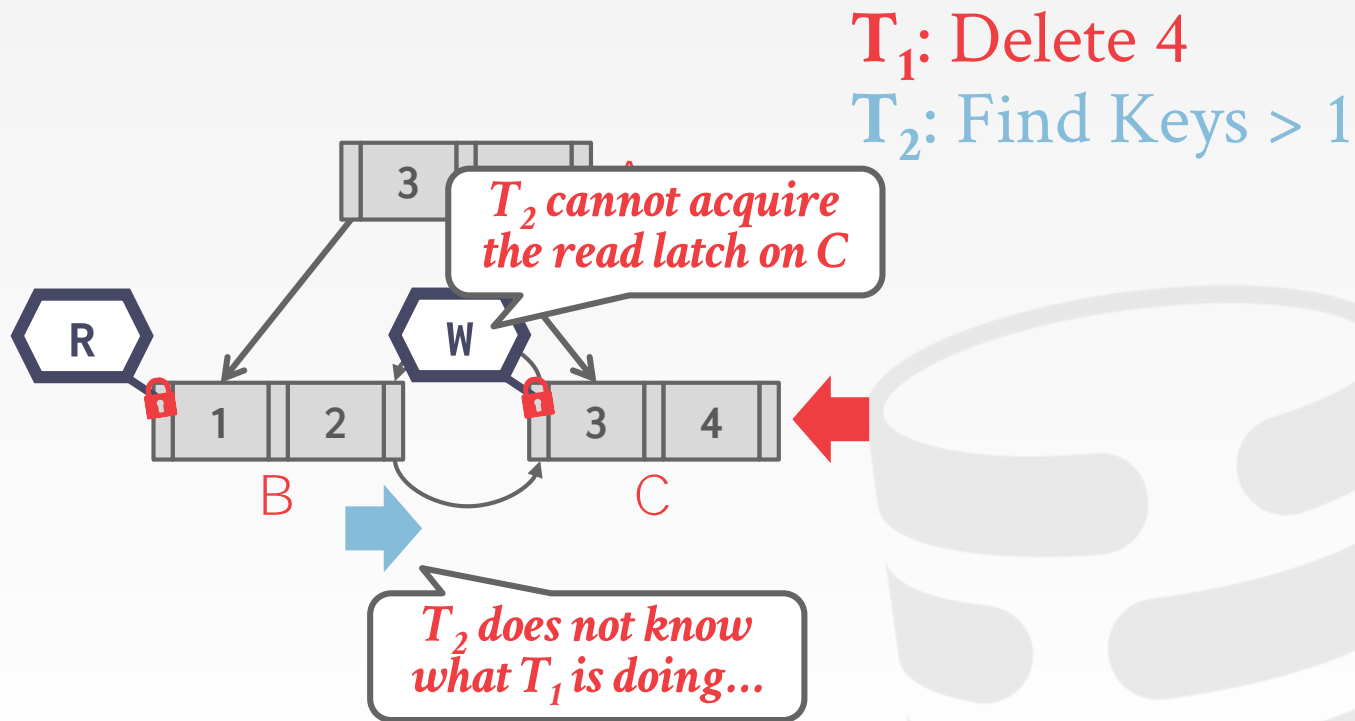 T₁: Delete 4
T₂: Find Keys > 1
3
T₂ cannot acquire
the read latch on C
R
W
1 2
3 4
B
C
T₂ does not know
what T₁ is doing...